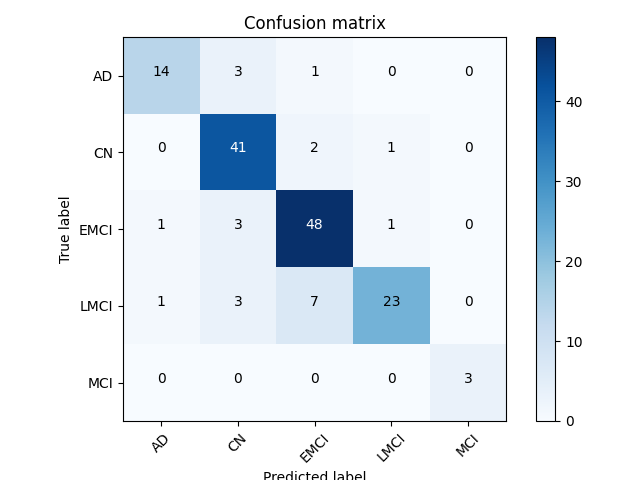 Confusion matrix
AD 14 3 1 0 0
CN 0 41 2 1 0
EMCI 1 3 48 1 0
LMCI 1 3 7 23 0
MCI 0 0 0 0 3
AD CN EMCI LMCI MCI
True label
Predicted label
40
30
20
10
0